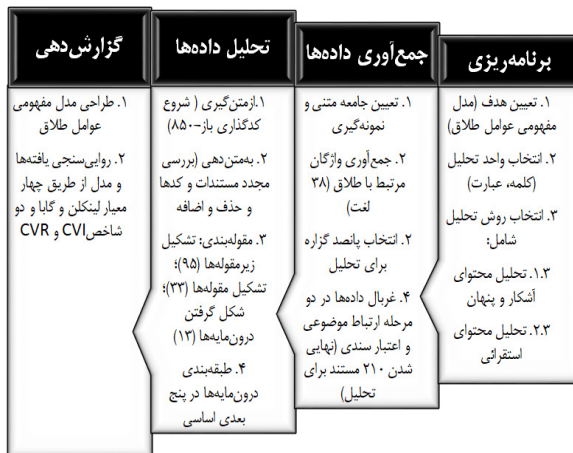 برنامه‌ریزی
۱. تعیین هدف (مدل
مفهومی عوامل طلاق)
۲. انتخاب واحد تحلیل
(کلمه، عبارت)
۳. انتخاب روش تحلیل
شامل:
۱.۳. تحلیل محتوای
آشکار و پنهان
۲.۳. تحلیل محتوای
استقرائی
جمع‌آوری داده‌ها
۱. تعیین جامعه متنی و
نمونه‌گیری
۲. جمع‌آوری واژگان
مرتبط با طلاق (۳۸
لغت)
۲. انتخاب پانصد گزاره
برای تحلیل
۴. غربال داده‌ها در دو
مرحله ارتباط موضوعی
و اعتبار سندی (نهایی
شدن ۲۱۰ مستند برای
تحلیل)
تحلیل داده‌ها
۱.ازمتن‌گیری ( شروع
کدگذاری باز-۸۵۰)
۲. به‌متن‌دهی (بررسی
مجدد مستندات و کدها
و حذف و اضافه
۳. مقوله‌بندی: تشکیل
زیرمقوله‌ها (۹۵)؛
تشکیل مقوله‌ها (۳۳)؛
شکل گرفتن
درون‌مایه‌ها (۱۳)
۴. طبقه‌بندی
درون‌مایه‌ها در پنج
بعدی اساسی
گزارش‌دهی
۱. طراحی مدل مفهومی
عوامل طلاق
۲. روایی‌سنجی یافته‌ها
و مدل از طریق چهار
معیار لینکلن و گابا و دو
شاخصCVI و CVR